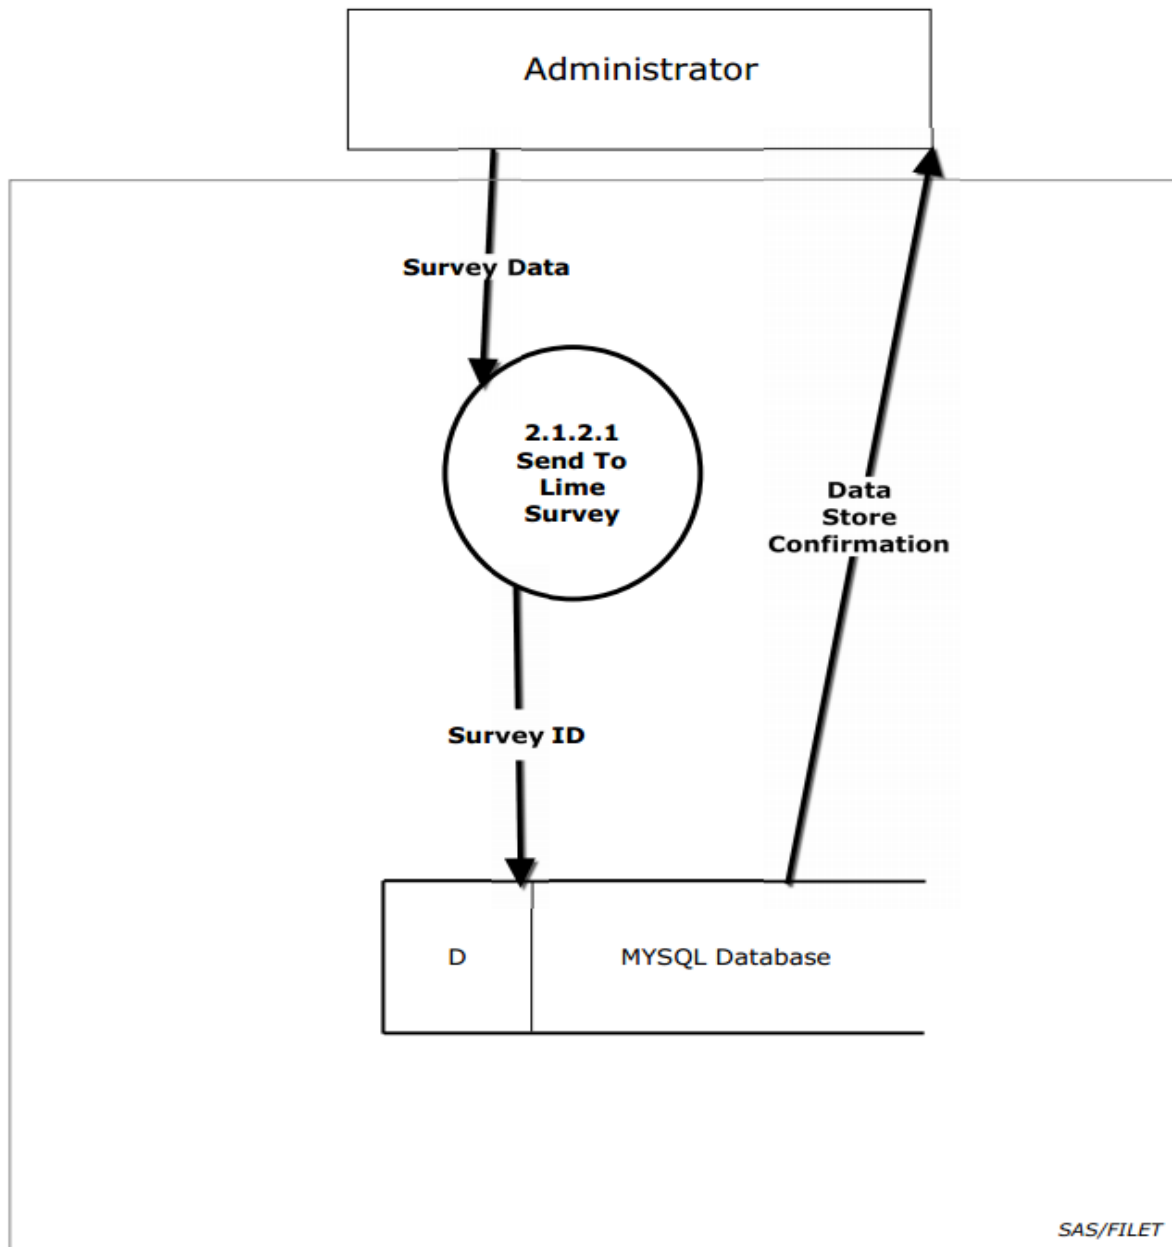 Administrator
Survey Data
2.1.2.1
Send To
Lime
Survey
Data
Store
Confirmation
Survey ID
D
MYSQL Database
SAS/FILET